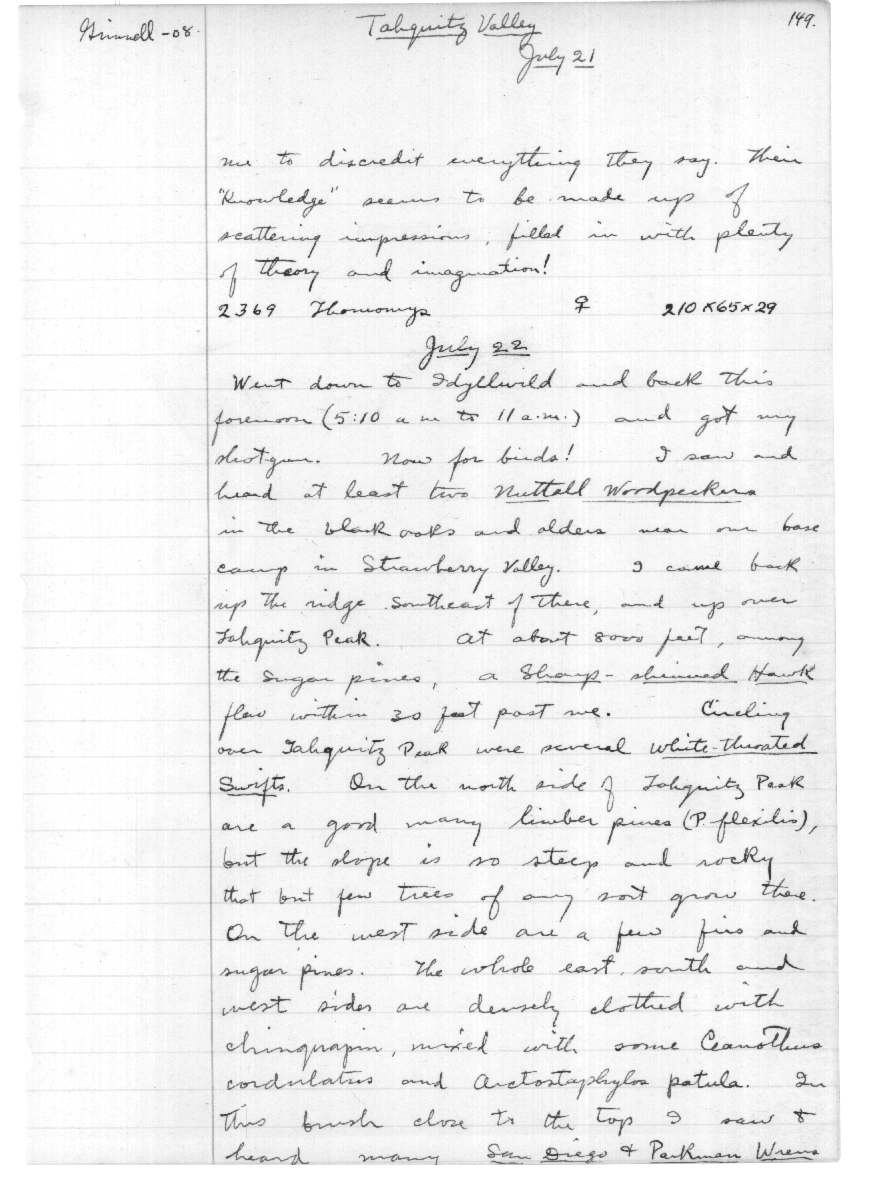 Grinnell -08.
Tahquitz Valley
149.
July 21
me to discredit everything they say. Their
"knowledge" seems to be made up of
scattering impressions, filled in with plenty
of theory and imagination!
2369 Thomomys ♀ 210×65×29
July 22
Went down to Idyllwild and back this
forenoon (5:10 a m to 11 a.m.) and got my
shotgun. Now for birds! I saw and
heard at least two Nuttall Woodpeckers
in the black oaks and alders near our base
camp in Strawberry Valley. I came back
up the ridge southeast of there, and up over
Tahquitz Peak. At about 8000 feet, among
the sugar pines, a Sharp-shinned Hawk
flew within 30 feet past me. Circling
over Tahquitz Peak were several White-throated
Swifts. On the north side of Tahquitz Peak
are a good many limber pines (P. flexilis),
but the slope is so steep and rocky
that but few trees of any sort grow there.
On the west side are a few firs and
sugar pines. The whole east, south and
west sides are densely clothed with
chinquapin, mixed with some Ceanothus
cordulatus and Arctostaphylos patula. In
this brush close to the top I saw &
heard many San Diego & Parkman Wrens